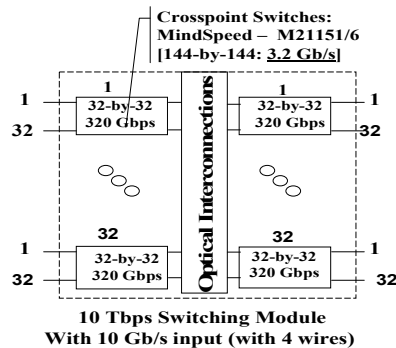 Crosspoint Switches:
MindSpeed – M21151/6
[144-by-144: 3.2 Gb/s]
1
1
1
32-by-32
320 Gbps
32
Optical Interconnections
1
32-by-32
320 Gbps
32
32
1
32-by-32
320 Gbps
32
32
1
32-by-32
320 Gbps
32
10 Tbps Switching Module
With 10 Gb/s input (with 4 wires)